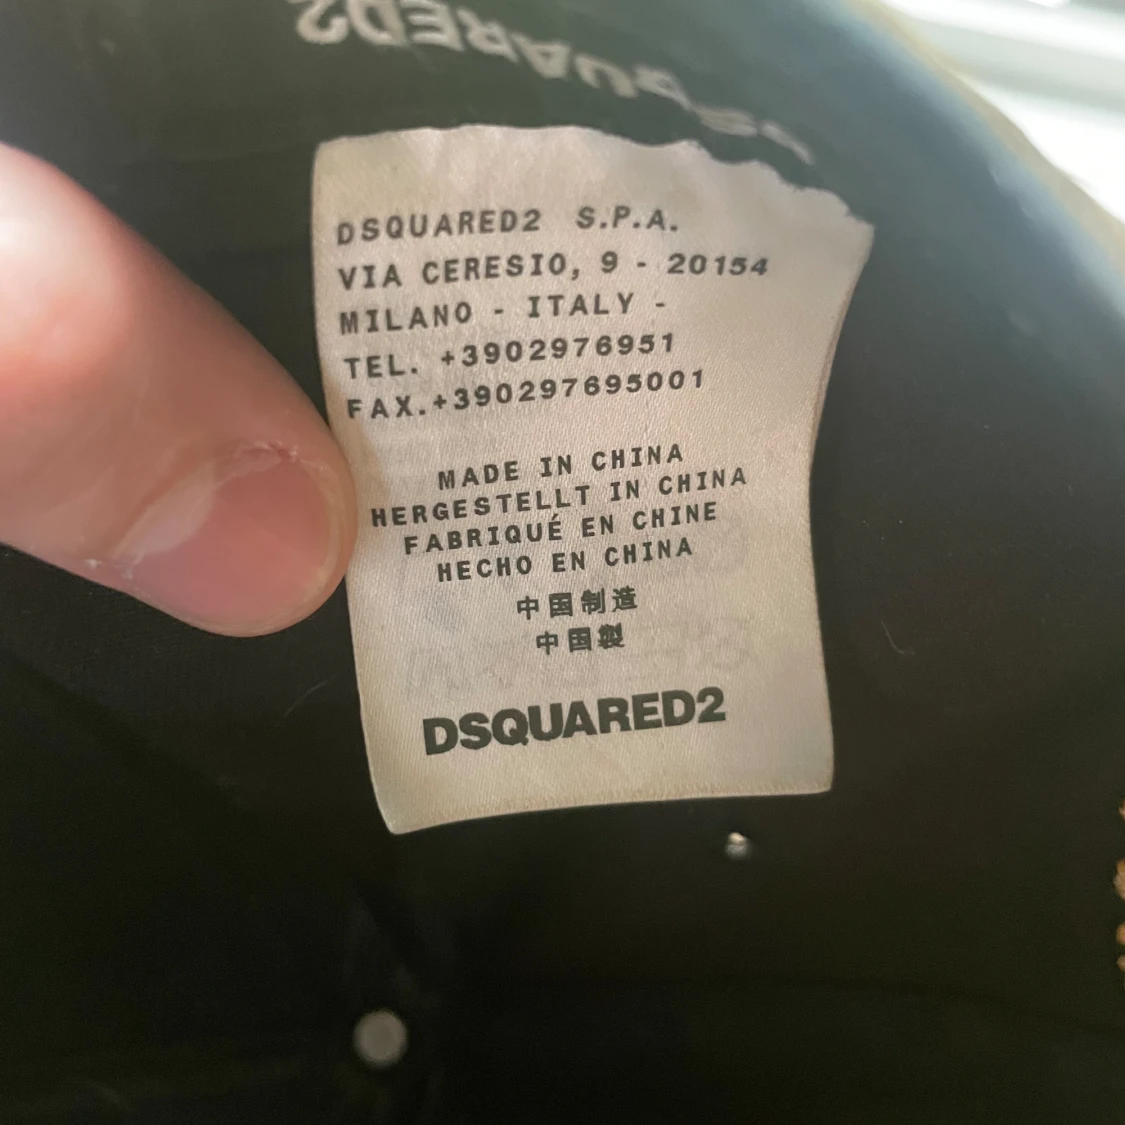 DSQUARED2
DSQUARED2 S.P.A.
VIA CERESIO, 9 - 20154
MILANO - ITALY -
TEL. +3902976951
FAX.+390297695001
MADE IN CHINA
HERGESTELLT IN CHINA
FABRIQUÉ EN CHINE
HECHO EN CHINA
中国制造
中国製
DSQUARED2